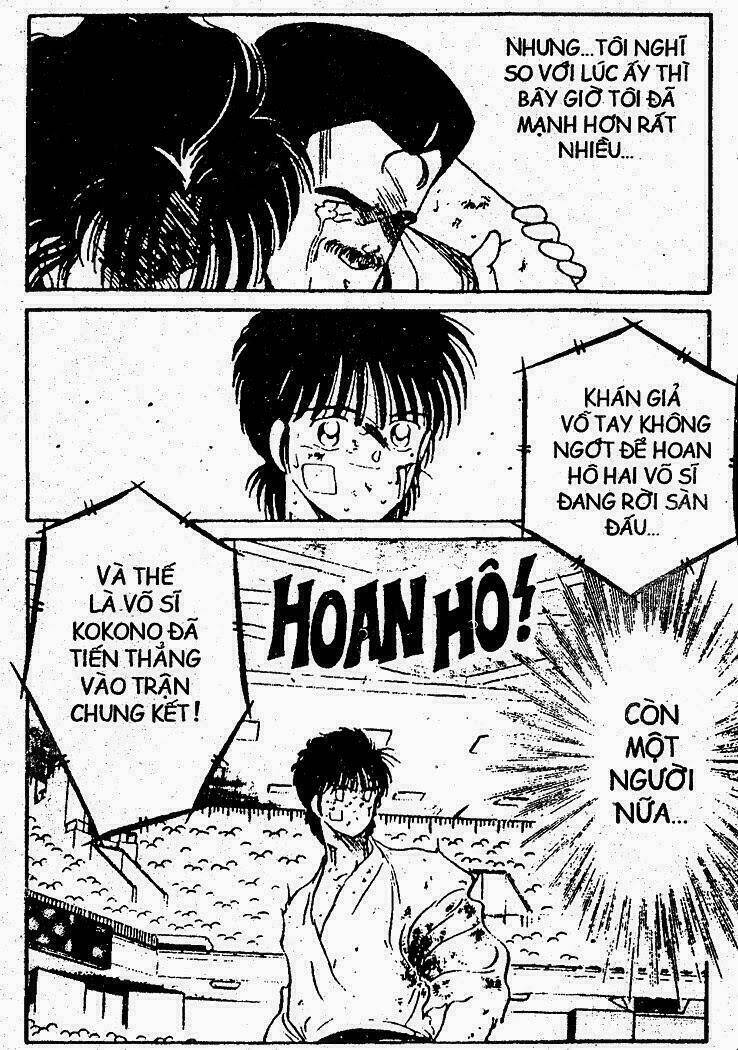 NHƯNG...TÔI NGHĨ
SO VỚI LÚC ẤY THÌ
BÂY GIỜ TÔI ĐÃ
MẠNH HƠN RẤT
NHIỀU...
KHÁN GIẢ
VỖ TAY KHÔNG
NGỚT ĐỂ HOAN
HÔ HAI VÕ SĨ
ĐANG RỜI SÀN
ĐẤU...
VÀ THẾ
LÀ VÕ SĨ
KOKONO ĐÃ
TIẾN THẲNG
VÀO TRẬN
CHUNG KẾT!
HOAN HÔ!
CÒN
MỘT
NGƯỜI
NỮA...